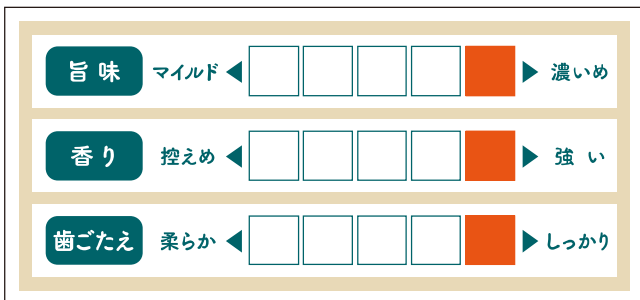 旨味 マイルド 濃いめ
香り 控えめ 強い
歯ごたえ 柔らか しっかり